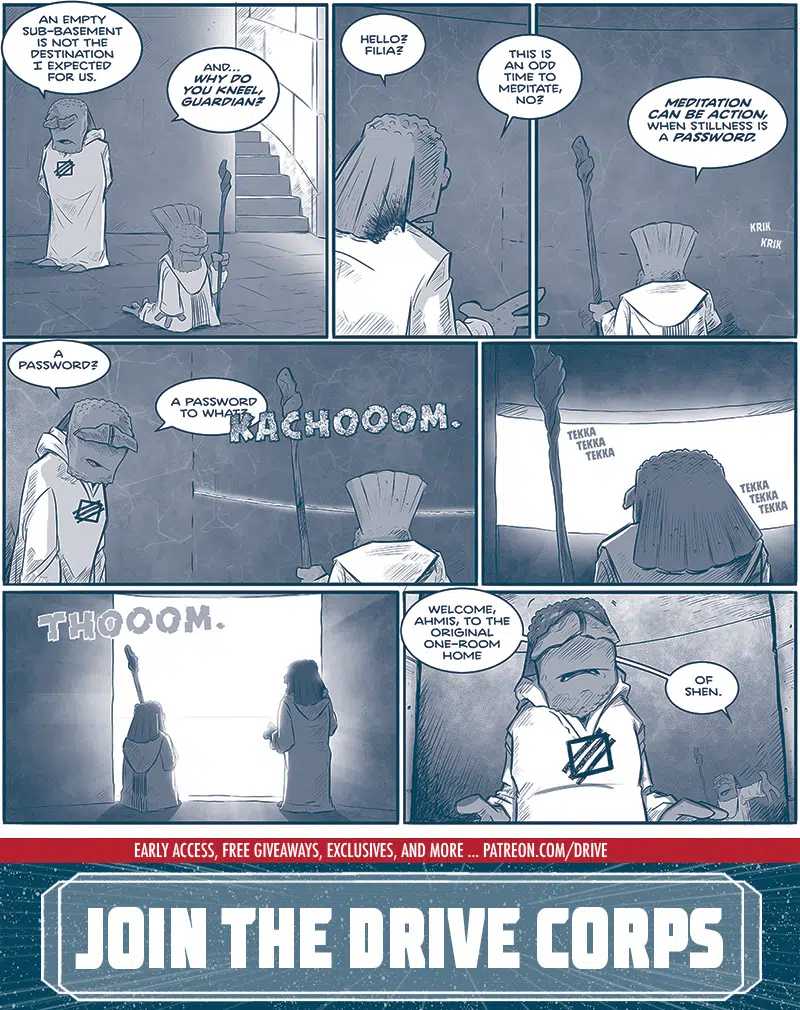 AN EMPTY
SUB-BASEMENT
IS NOT THE
DESTINATION
I EXPECTED
FOR US.
AND...
WHY DO
YOU KNEEL,
GUARDIAN?
HELLO?
FILIA?
THIS IS
AN ODD
TIME TO
MEDITATE,
NO?
MEDITATION
CAN BE ACTION,
WHEN STILLNESS IS
A PASSWORD.
KRIK
KRIK
A
PASSWORD?
A PASSWORD
TO WHAT?
KACHOOOM.
TEKKA
TEKKA
TEKKA
TEKKA
TEKKA
TEKKA
THOOOM.
WELCOME,
AHMIS, TO THE
ORIGINAL
ONE-ROOM
HOME
OF
SHEN.
EARLY ACCESS, FREE GIVEAWAYS, EXCLUSIVES, AND MORE ... PATREON.COM/DRIVE
JOIN THE DRIVE CORPS